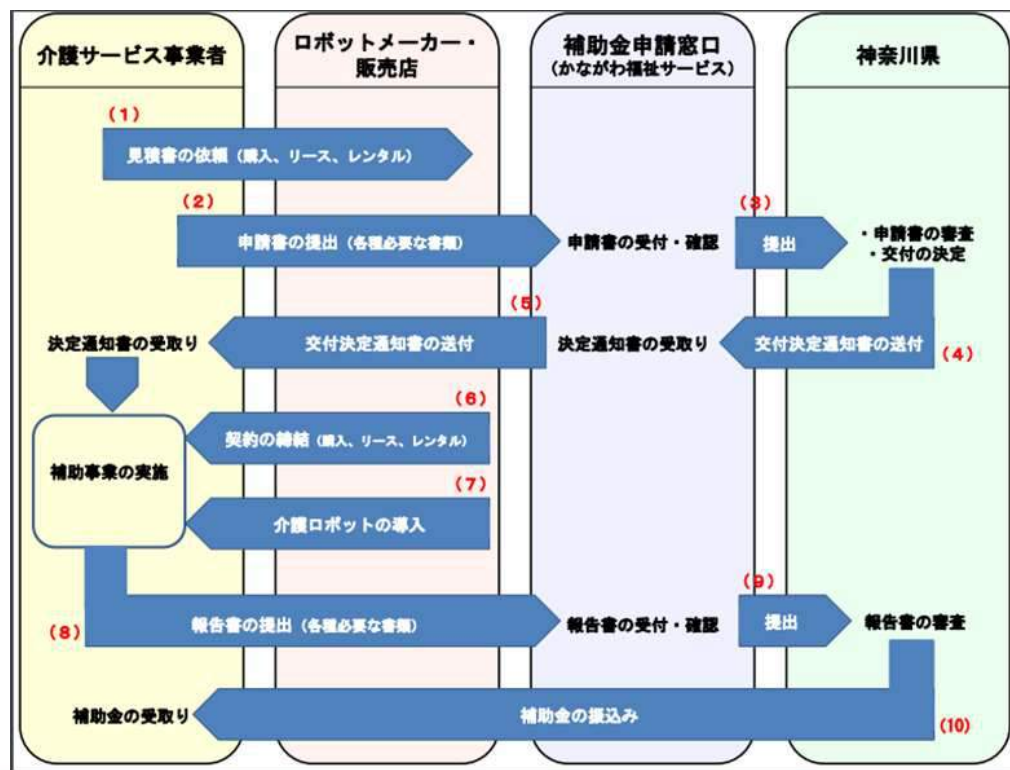 介護サービス事業者
ロボットメーカー・
販売店
補助金申請窓口
(かながわ福祉サービス)
神奈川県
(1)
見積書の依頼 (購入、リース、レンタル)
(2)
(3)
申請書の提出 (各種必要な書類)
申請書の受付・確認
提出
・申請書の審査
・交付の決定
(5)
決定通知書の受取り
交付決定通知書の送付
決定通知書の受取り
交付決定通知書の送付
(4)
(6)
契約の締結 (購入、リース、レンタル)
補助事業の実施
(7)
介護ロボットの導入
(9)
(8)
報告書の提出 (各種必要な書類)
報告書の受付・確認
提出
報告書の審査
補助金の受取り
補助金の振込み
(10)